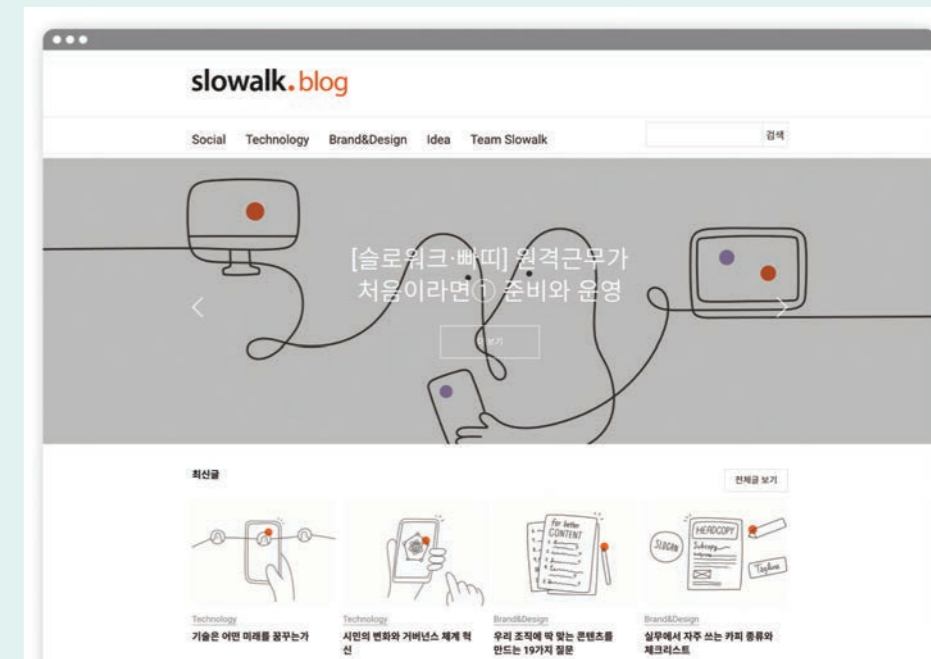 slowalk.blog
Social Technology Brand&Design Idea Team Slowalk
검색
[슬로워크·빠띠] 원격근무가
처음이라면① 준비와 운영
더 보기
최신글
전체글 보기
for better
CONTENT
SLOGAN
HEADCOPY
Subcopy
Tagline
Technology
기술은 어떤 미래를 꿈꾸는가
Technology
시민의 변화와 거버넌스 체계 혁
신
Brand&Design
우리 조직에 딱 맞는 콘텐츠를
만드는 19가지 질문
Brand&Design
실무에서 자주 쓰는 카피 종류와
체크리스트